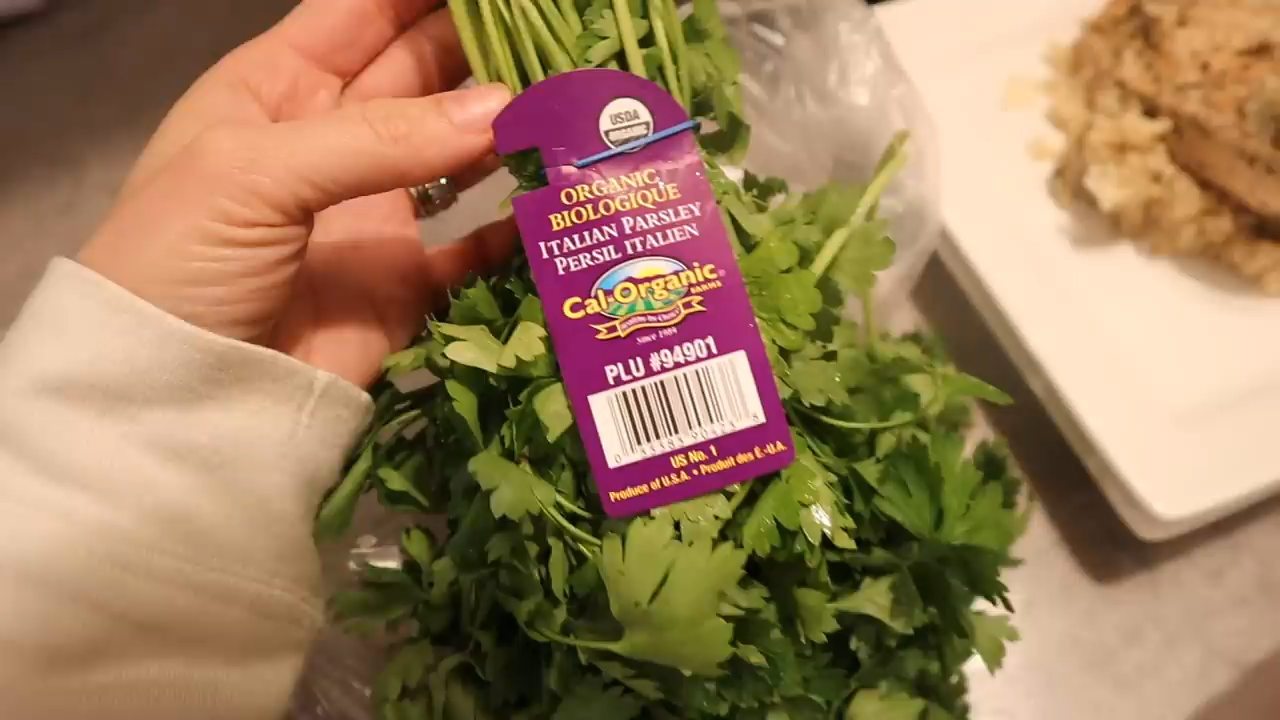 USDA
ORGANIC
ORGANIC,
BIOLOGIQUE
ITALIAN PARSLEY
PERSIL ITALIEN
Cal-Organic®
FARMS
Since 1984
PLU #94901
US No. 1
Produce of U.S.A. • Produit des É.-U.A.